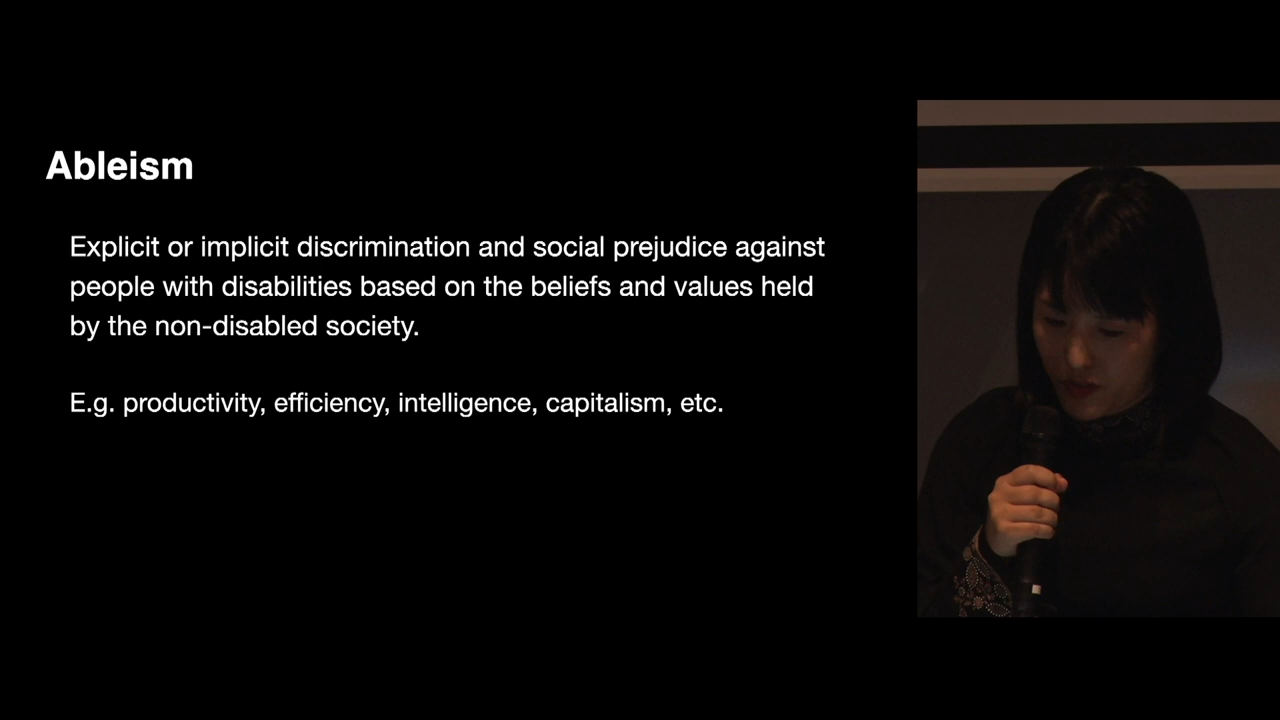 Ableism
Explicit or implicit discrimination and social prejudice against
people with disabilities based on the beliefs and values held
by the non-disabled society.
E.g. productivity, efficiency, intelligence, capitalism, etc.